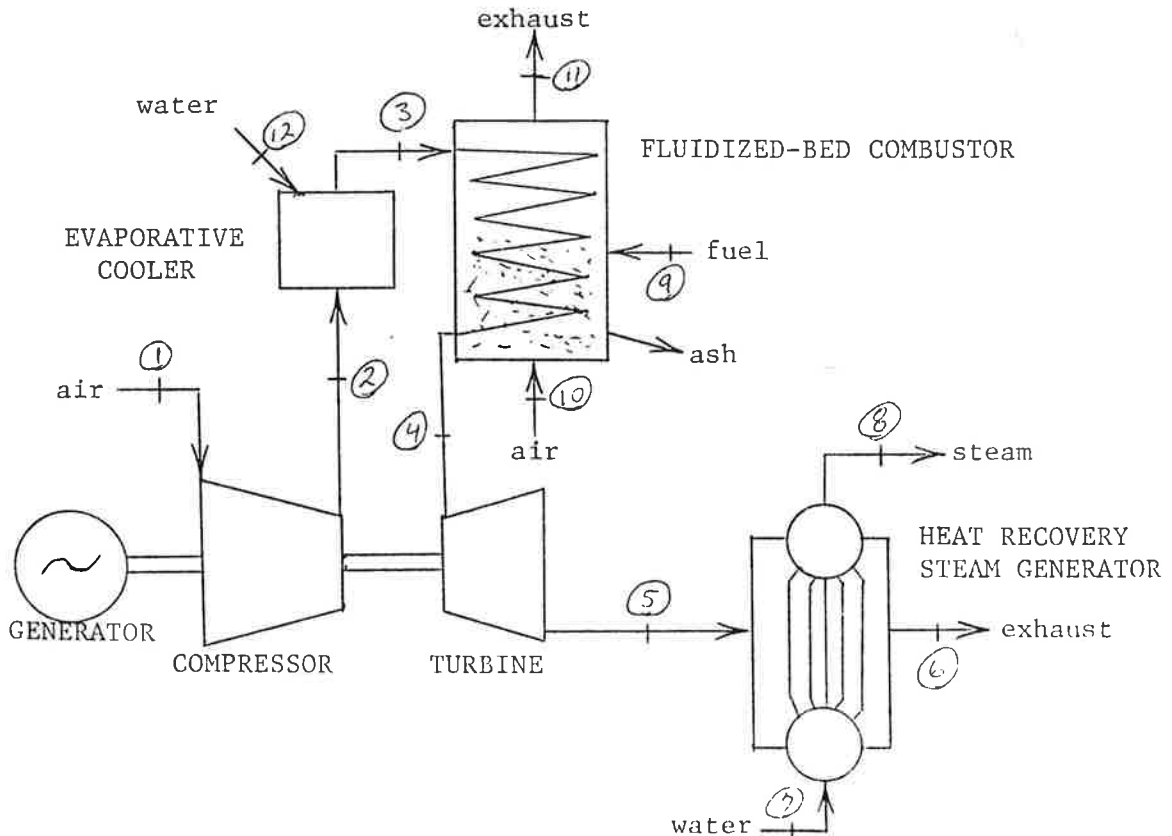 exhaust
11
water
12
3
FLUIDIZED-BED COMBUSTOR
EVAPORATIVE
COOLER
fuel
9
1
air
2
ash
10
4
air
8
steam
HEAT RECOVERY
STEAM GENERATOR
5
GENERATOR
COMPRESSOR
TURBINE
exhaust
6
7
water